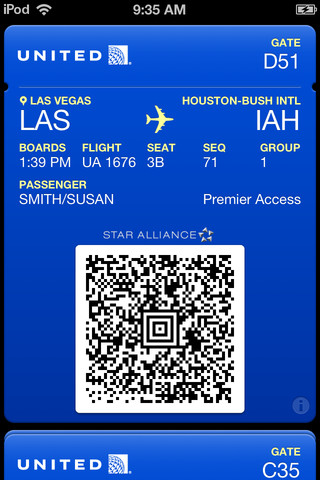 iPod 9:35 AM
UNITED GATE
D51
LAS VEGAS HOUSTON-BUSH INTL
LAS IAH
BOARDS FLIGHT SEAT SEQ GROUP
1:39 PM UA 1676 3B 71 1
PASSENGER
SMITH/SUSAN Premier Access
STAR ALLIANCE
i
UNITED GATE
C35